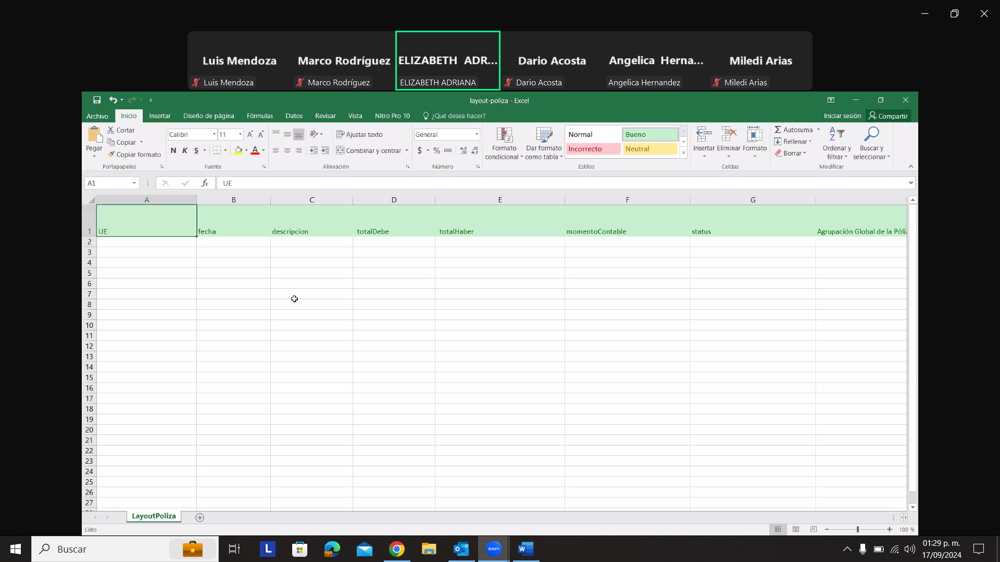 Luis Mendoza
Marco Rodríguez
ELIZABETH ADR...
Dario Acosta
Angelica Herna...
Miledi Arias
Luis Mendoza
Marco Rodríguez
ELIZABETH ADRIANA
Dario Acosta
Angelica Hernandez
Miledi Arias
layout-poliza - Excel
Archivo
Inicio
Insertar
Diseño de página
Fórmulas
Datos
Revisar
Vista
Nitro Pro 10
¿Qué desea hacer?
Iniciar sesión
Compartir
Pegar
Cortar
Copiar
Copiar formato
Portapapeles
Calibri
11
N K S
A
Fuente
Ajustar texto
Combinar y centrar
Alineación
General
$ % 000
Número
Formato condicional
Dar formato como tabla
Normal
Bueno
Incorrecto
Neutral
Estilos
Insertar
Eliminar
Formato
Celdas
Autosuma
Rellenar
Borrar
Ordenar y filtrar
Buscar y seleccionar
Modificar
A1
fx
UE
A B C D E F G
1 UE fecha descripcion totalDebe totalHaber momentoContable status Agrupación Global de la Póli
2
3
4
5
6
7
8
9
10
11
12
13
14
15
16
17
18
19
20
21
22
23
24
25
26
27
LayoutPoliza
Listo
100 %
Buscar
L
zoom
W
01:29 p. m.
17/09/2024